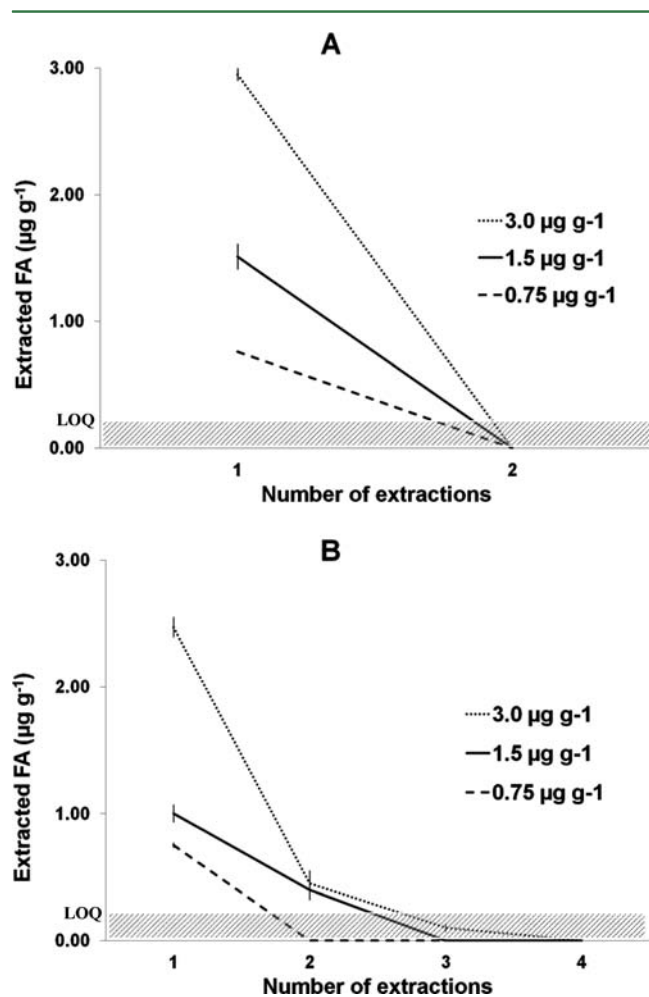 A
3.00
2.00
1.00
0.00
LOQ
Extracted FA (µg g⁻¹)
3.0 µg g-1
1.5 µg g-1
0.75 µg g-1
1 2
Number of extractions
B
3.00
2.00
1.00
0.00
LOQ
Extracted FA (µg g⁻¹)
3.0 µg g-1
1.5 µg g-1
0.75 µg g-1
1 2 3 4
Number of extractions